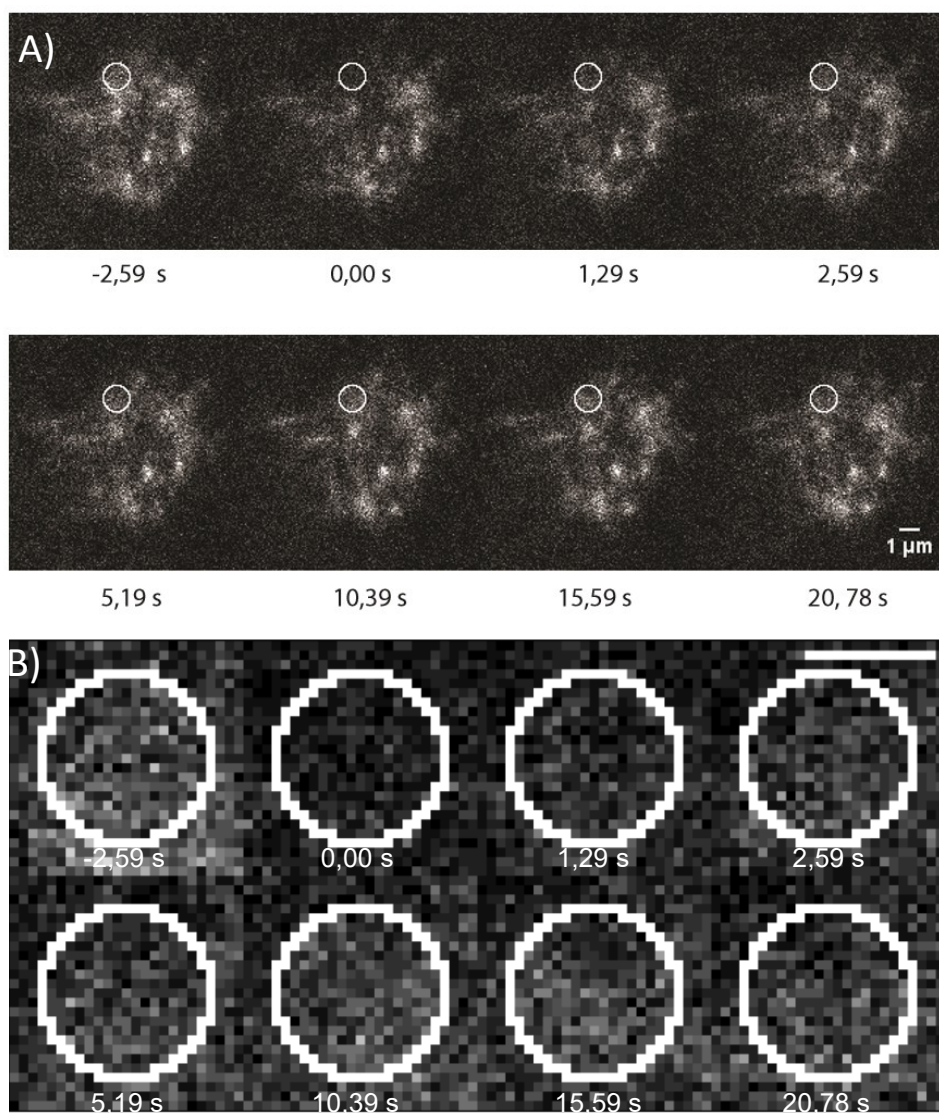 A)
-2,59 s 0,00 s 1,29 s 2,59 s
1 µm
5,19 s 10,39 s 15,59 s 20, 78 s
B)
-2,59 s 0,00 s 1,29 s 2,59 s
5,19 s 10,39 s 15,59 s 20,78 s